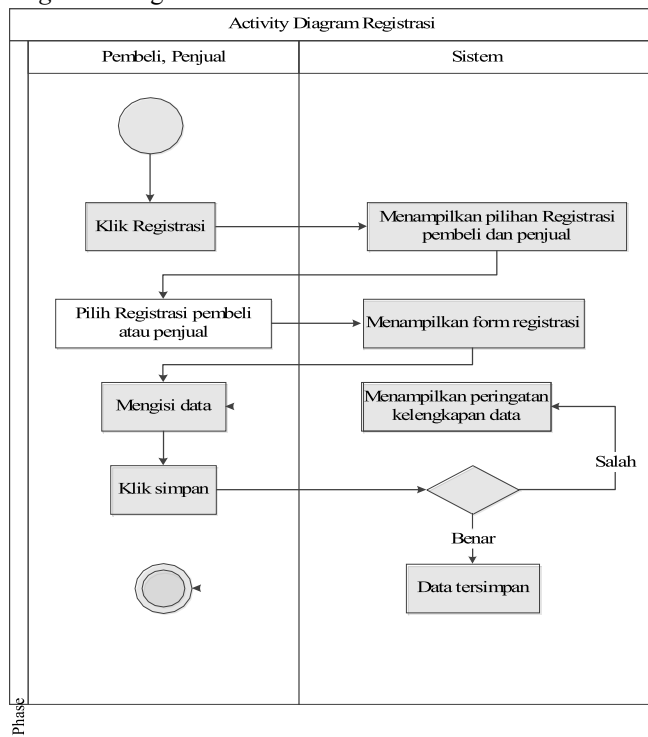 Activity Diagram Registrasi
Pembeli, Penjual
Sistem
Klik Registrasi
Menampilkan pilihan Registrasi
pembeli dan penjual
Pilih Registrasi pembeli
atau penjual
Menampilkan form registrasi
Mengisi data
Menampilkan peringatan
kelengkapan data
Salah
Klik simpan
Benar
Data tersimpan
Phase